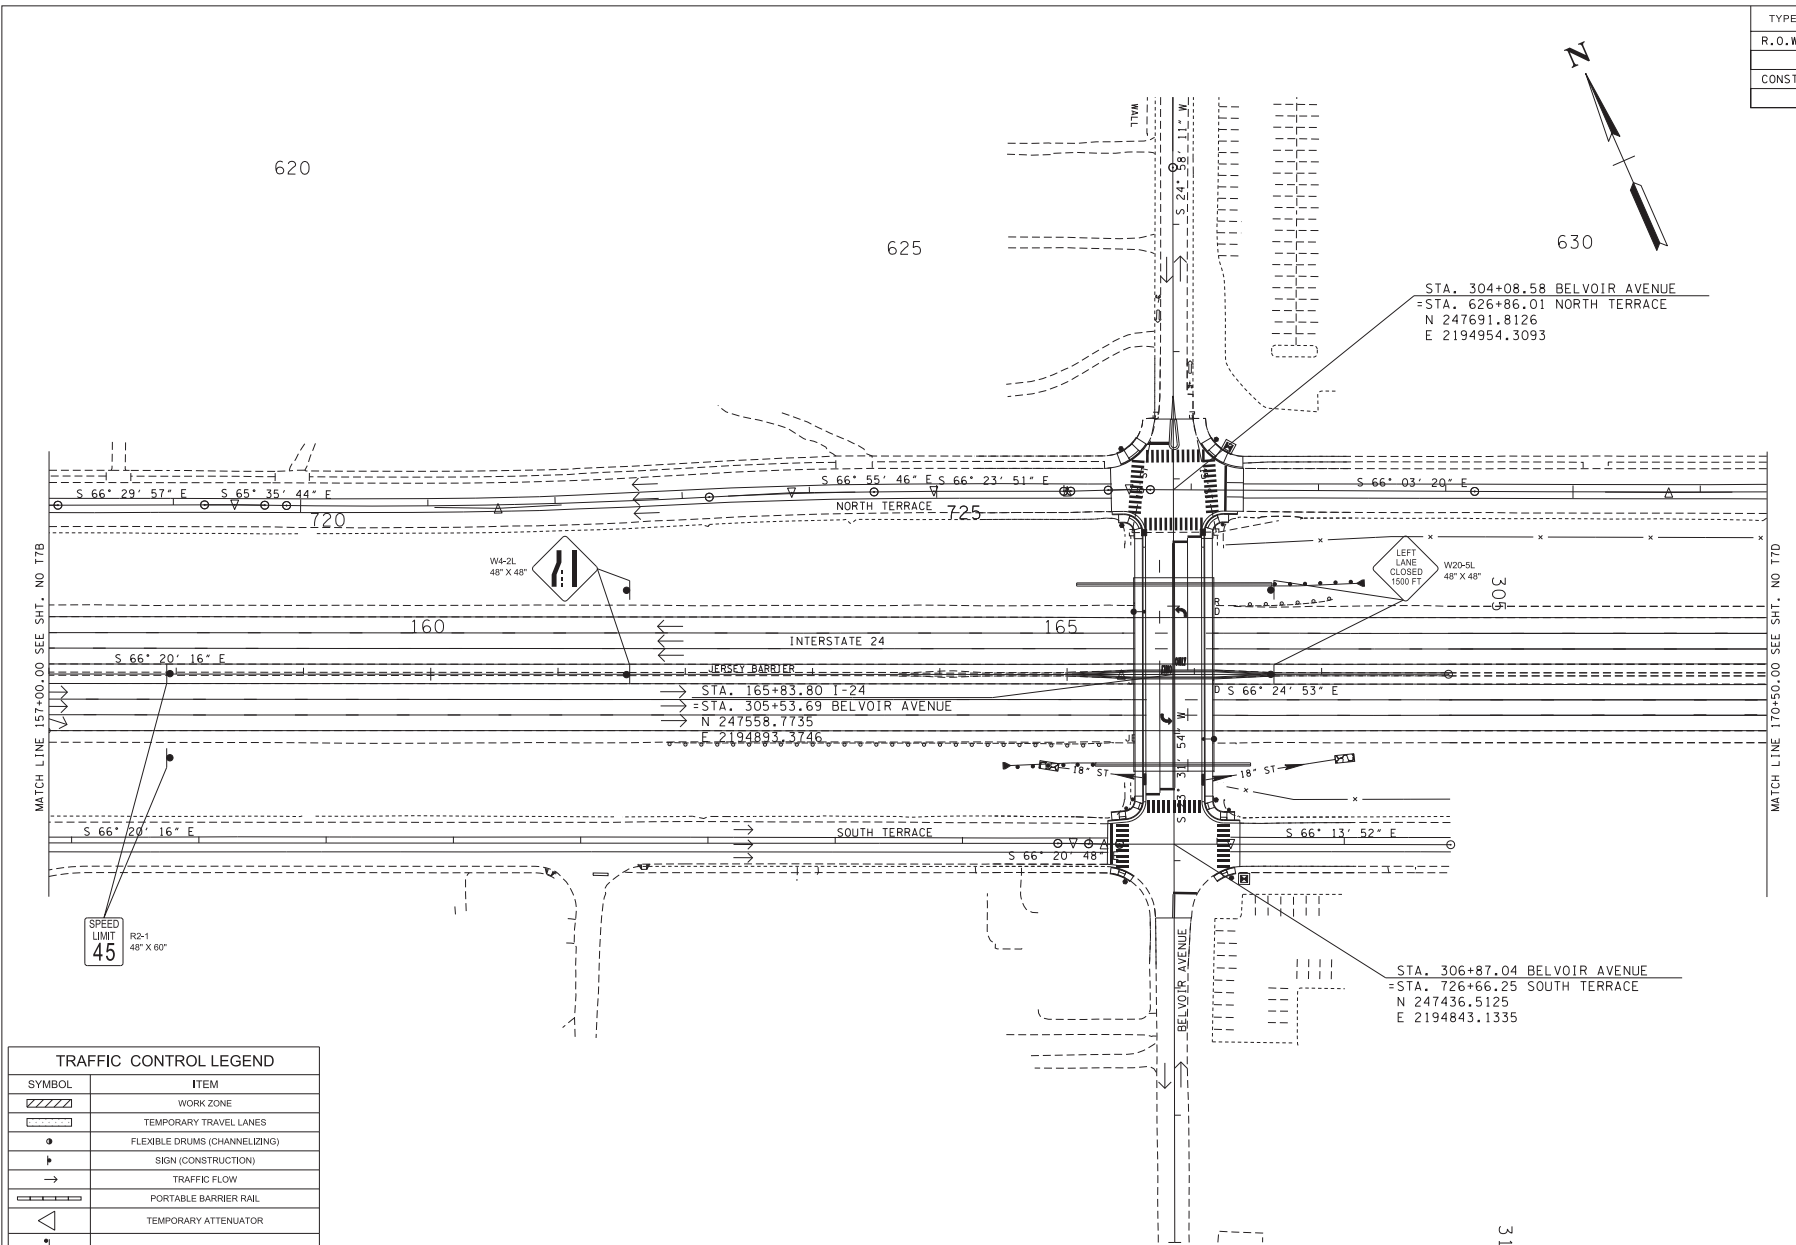 TYPE
R.O.W
CONST
N
620
625
630
WALL
S 24° 58' 11" W
STA. 304+08.58 BELVOIR AVENUE
=STA. 626+86.01 NORTH TERRACE
N 247691.8126
E 2194954.3093
S 66° 29' 57" E
S 65° 35' 44" E
S 66° 55' 46" E
S 66° 23' 51" E
S 66° 03' 20" E
NORTH TERRACE
720
725
MATCH LINE 157+00.00 SEE SHT. NO T7B
MATCH LINE 170+50.00 SEE SHT. NO T7D
W4-2L
48" X 48"
LEFT
LANE
CLOSED
1500 FT
W20-5L
48" X 48"
305
160
165
INTERSTATE 24
S 66° 20' 16" E
JERSEY BARRIER
STA. 165+83.80 I-24
=STA. 305+53.69 BELVOIR AVENUE
N 247558.7735
E 2194893.3746
S 66° 24' 53" E
ONLY
18" ST
18" ST
S 23° 31' 54" W
S 66° 20' 16" E
SOUTH TERRACE
S 66° 20' 48" E
S 66° 13' 52" E
SPEED
LIMIT
45
R2-1
48" X 60"
BELVOIR AVENUE
STA. 306+87.04 BELVOIR AVENUE
=STA. 726+66.25 SOUTH TERRACE
N 247436.5125
E 2194843.1335
TRAFFIC CONTROL LEGEND
SYMBOL ITEM
WORK ZONE
TEMPORARY TRAVEL LANES
FLEXIBLE DRUMS (CHANNELIZING)
SIGN (CONSTRUCTION)
TRAFFIC FLOW
PORTABLE BARRIER RAIL
TEMPORARY ATTENUATOR